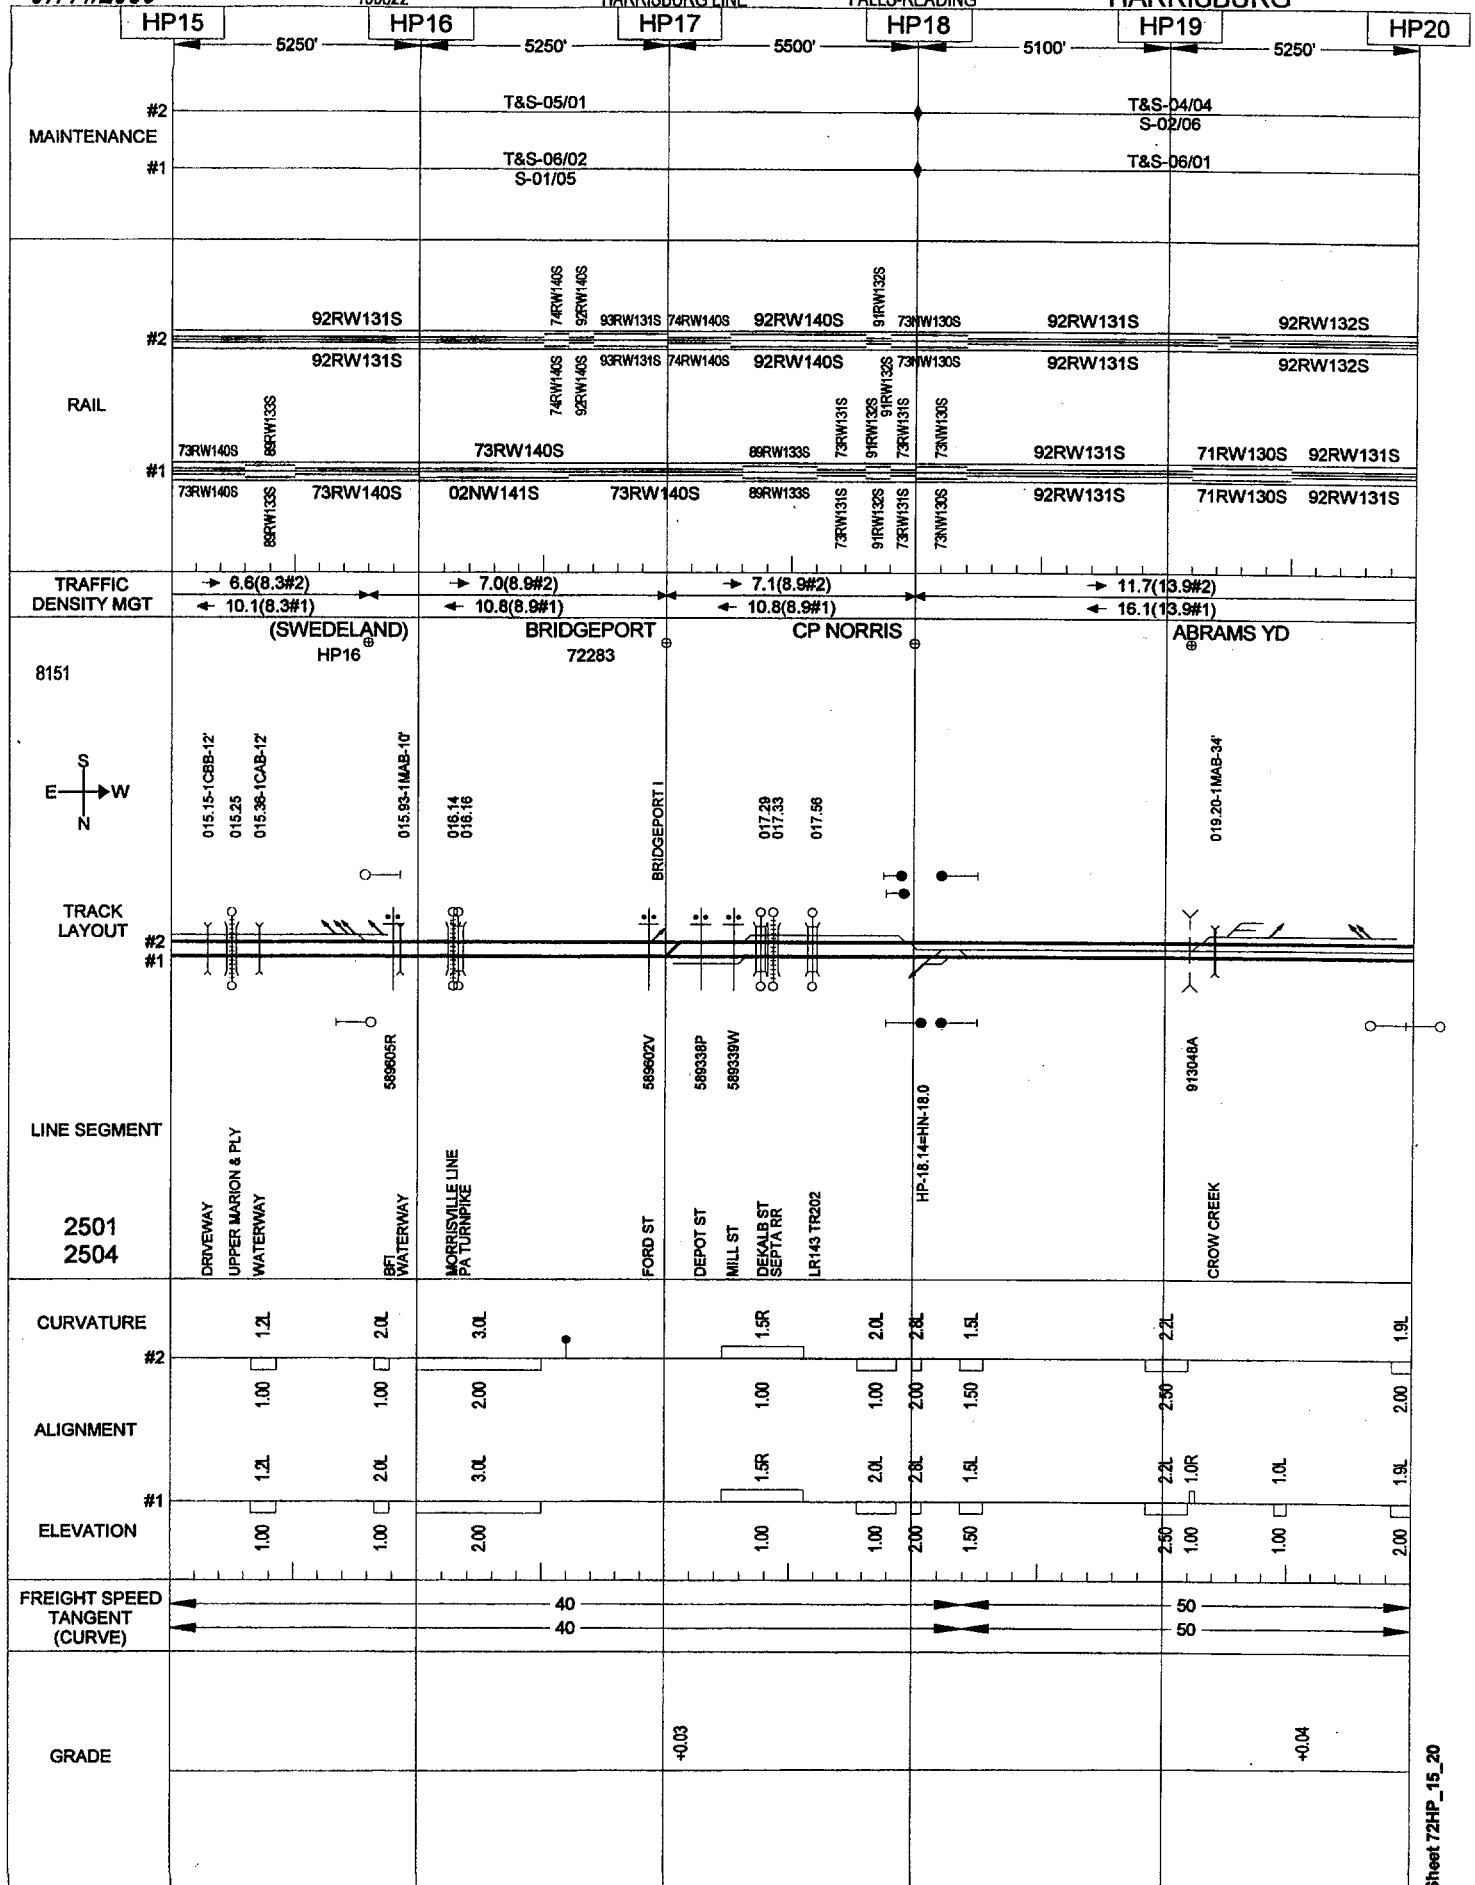 HARRISBURG LINE
HARRISBURG
HP15 HP16 HP17 HP18 HP19 HP20
5250' 5250' 5500' 5100' 5250'
MAINTENANCE
#2 T&S-05/01 T&S-04/04
S-02/06
#1 T&S-06/02 T&S-06/01
S-01/05
RAIL
74RW140S 92RW140S 91RW132S
92RW131S 93RW131S 74RW140S 92RW140S 73NW130S 92RW131S 92RW132S
#2
92RW131S 93RW131S 74RW140S 92RW140S 73NW130S 92RW131S 92RW132S
74RW140S 92RW140S 91RW132S
89RW133S 73RW131S 91RW132S 73RW131S 73NW130S
73RW140S 73RW140S 89RW133S 92RW131S 71RW130S 92RW131S
#1
73RW140S 73RW140S 02NW141S 73RW140S 89RW133S 92RW131S 71RW130S 92RW131S
89RW133S 73RW131S 91RW132S 73RW131S 73NW130S
TRAFFIC
DENSITY MGT
6.6(8.3#2) 7.0(8.9#2) 7.1(8.9#2) 11.7(13.9#2)
10.1(8.3#1) 10.8(8.9#1) 10.8(8.9#1) 16.1(13.9#1)
(SWEDELAND) BRIDGEPORT CP NORRIS ABRAMS YD
HP16 72283
8151
S
E W
N
015.15-1CBB-12'
015.25
015.36-1CAB-12'
015.93-1MAB-10'
016.14
016.16
BRIDGEPORT I
017.29
017.33
017.56
019.20-1MAB-34'
TRACK
LAYOUT
#2
#1
589605R
589602V
589338P
589339W
913048A
HP-18.14=HN-18.0
LINE SEGMENT
2501
2504
DRIVEWAY
UPPER MARION & PLY
WATERWAY
BFI
WATERWAY
MORRISVILLE LINE
PA TURNPIKE
FORD ST
DEPOT ST
MILL ST
DEKALB ST
SEPTA RR
LR143 TR202
CROW CREEK
CURVATURE
1.2L 2.0L 3.0L 1.5R 2.0L 2.8L 1.5L 2.2L 1.9L
#2
1.00 1.00 2.00 1.00 1.00 2.00 1.50 2.50 2.00
ALIGNMENT
1.2L 2.0L 3.0L 1.5R 2.0L 2.8L 1.5L 2.2L 1.0R 1.0L 1.9L
#1
ELEVATION
1.00 1.00 2.00 1.00 1.00 2.00 1.50 2.50 1.00 1.00 2.00
FREIGHT SPEED
TANGENT
(CURVE)
40 50
40 50
GRADE
+0.03 +0.04
Sheet 72HP_15_20